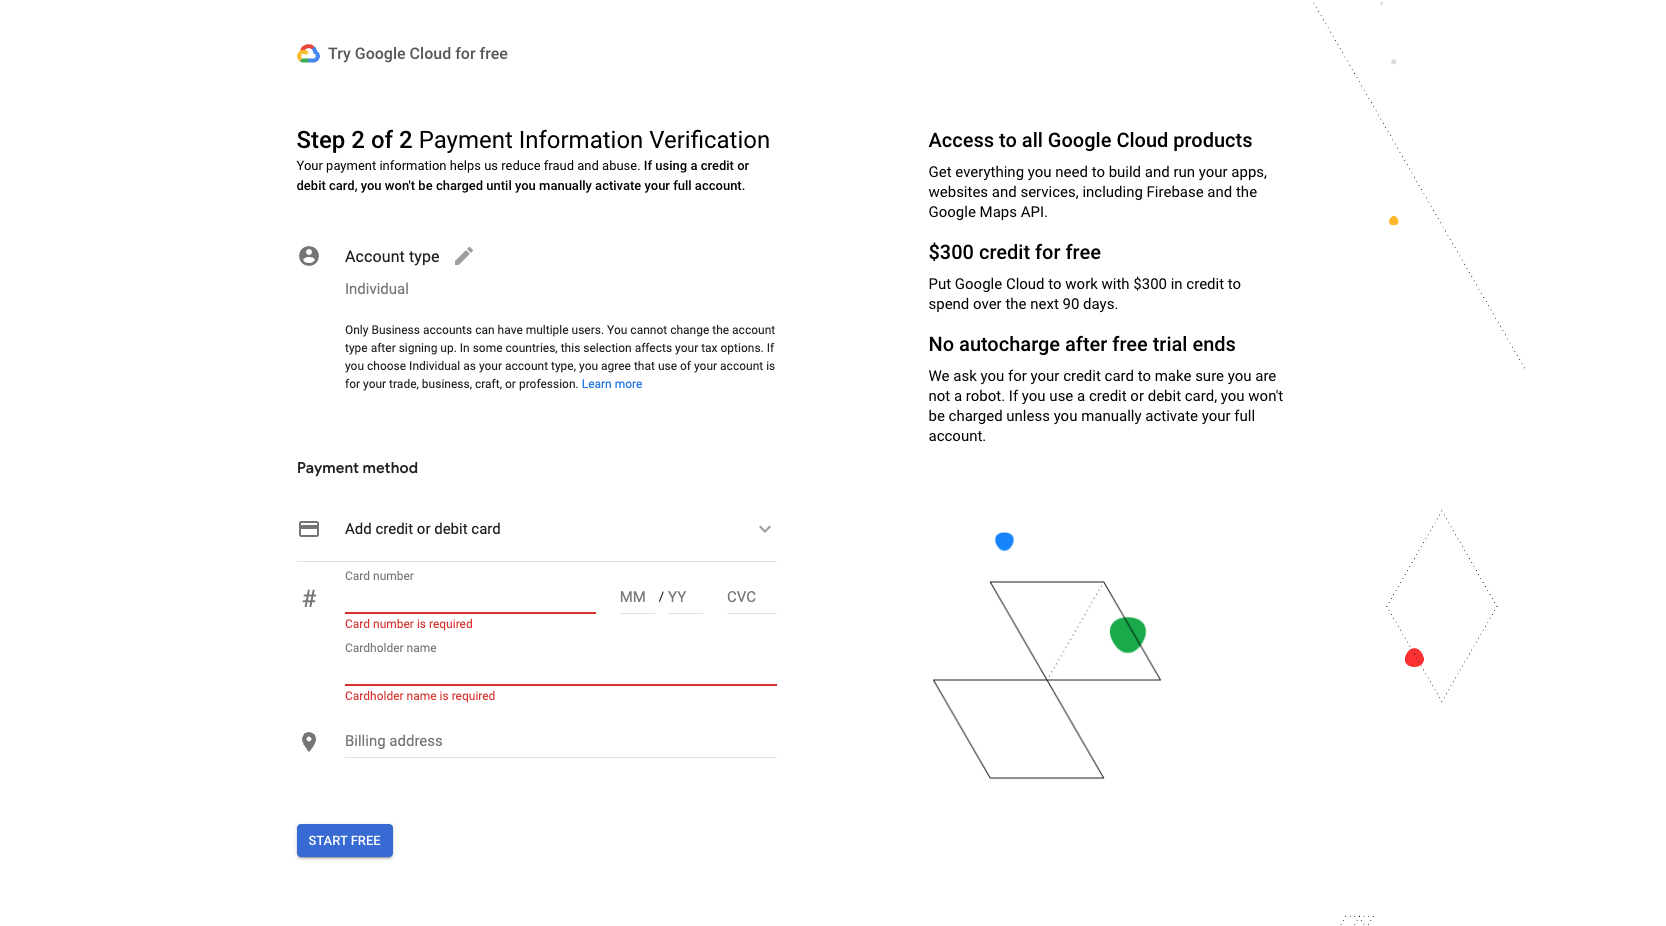 Try Google Cloud for free
Step 2 of 2 Payment Information Verification
Your payment information helps us reduce fraud and abuse. If using a credit or
debit card, you won't be charged until you manually activate your full account.
Account type
Individual
Only Business accounts can have multiple users. You cannot change the account
type after signing up. In some countries, this selection affects your tax options. If
you choose Individual as your account type, you agree that use of your account is
for your trade, business, craft, or profession. Learn more
Payment method
Add credit or debit card
Card number
# MM / YY CVC
Card number is required
Cardholder name
Cardholder name is required
Billing address
START FREE
Access to all Google Cloud products
Get everything you need to build and run your apps,
websites and services, including Firebase and the
Google Maps API.
$300 credit for free
Put Google Cloud to work with $300 in credit to
spend over the next 90 days.
No autocharge after free trial ends
We ask you for your credit card to make sure you are
not a robot. If you use a credit or debit card, you won't
be charged unless you manually activate your full
account.